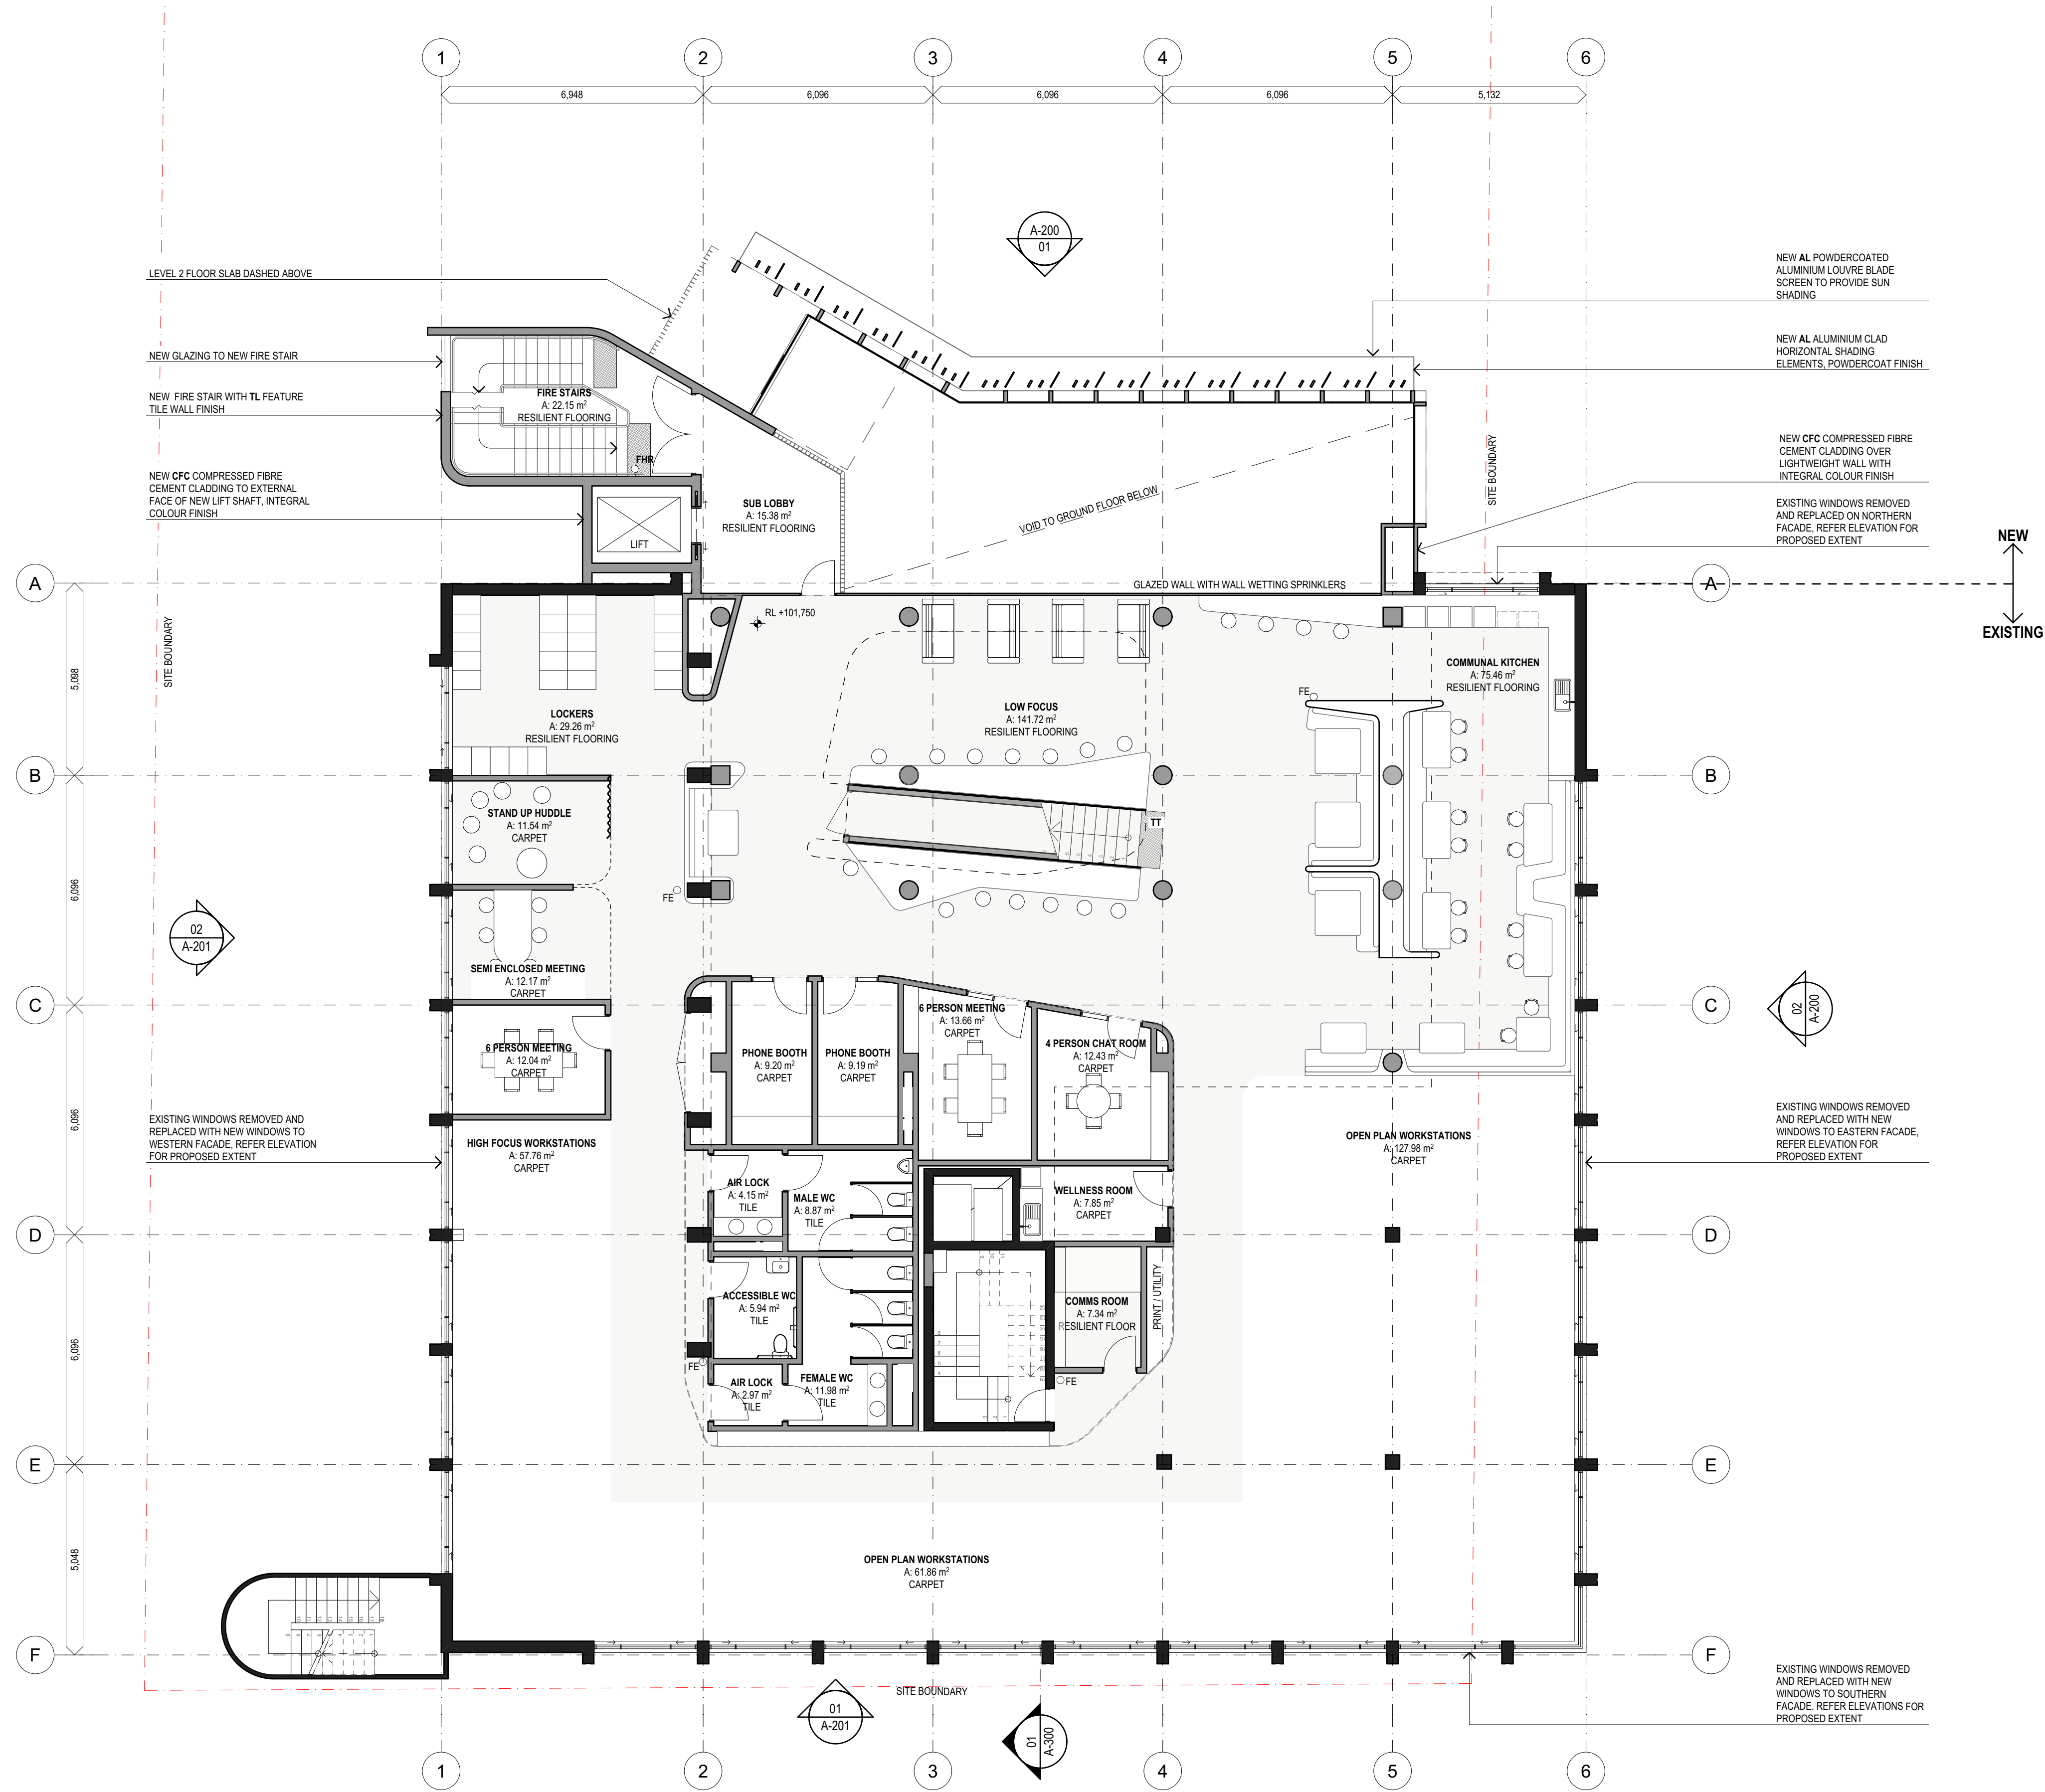 1
2
3
4
5
6
6,948
6,096
6,096
6,096
5,132
A-200
01
LEVEL 2 FLOOR SLAB DASHED ABOVE
NEW GLAZING TO NEW FIRE STAIR
NEW FIRE STAIR WITH TL FEATURE
TILE WALL FINISH
NEW CFC COMPRESSED FIBRE
CEMENT CLADDING TO EXTERNAL
FACE OF NEW LIFT SHAFT, INTEGRAL
COLOUR FINISH
NEW AL POWDERCOATED
ALUMINIUM LOUVRE BLADE
SCREEN TO PROVIDE SUN
SHADING
NEW AL ALUMINIUM CLAD
HORIZONTAL SHADING
ELEMENTS, POWDERCOAT FINISH
NEW CFC COMPRESSED FIBRE
CEMENT CLADDING OVER
LIGHTWEIGHT WALL WITH
INTEGRAL COLOUR FINISH
EXISTING WINDOWS REMOVED
AND REPLACED ON NORTHERN
FACADE, REFER ELEVATION FOR
PROPOSED EXTENT
NEW
EXISTING
SITE BOUNDARY
SITE BOUNDARY
FIRE STAIRS
A: 22.15 m²
RESILIENT FLOORING
FHR
LIFT
SUB LOBBY
A: 15.38 m²
RESILIENT FLOORING
VOID TO GROUND FLOOR BELOW
GLAZED WALL WITH WALL WETTING SPRINKLERS
RL +101,750
A
A
5,098
LOCKERS
A: 29.26 m²
RESILIENT FLOORING
LOW FOCUS
A: 141.72 m²
RESILIENT FLOORING
COMMUNAL KITCHEN
A: 75.46 m²
RESILIENT FLOORING
FE
B
B
6,096
STAND UP HUDDLE
A: 11.54 m²
CARPET
TT
FE
02
A-201
SEMI ENCLOSED MEETING
A: 12.17 m²
CARPET
02
A-200
C
C
6,096
6 PERSON MEETING
A: 12.04 m²
CARPET
PHONE BOOTH
A: 9.20 m²
CARPET
PHONE BOOTH
A: 9.19 m²
CARPET
6 PERSON MEETING
A: 13.66 m²
CARPET
4 PERSON CHAT ROOM
A: 12.43 m²
CARPET
EXISTING WINDOWS REMOVED AND
REPLACED WITH NEW WINDOWS TO
WESTERN FACADE, REFER ELEVATION
FOR PROPOSED EXTENT
HIGH FOCUS WORKSTATIONS
A: 57.76 m²
CARPET
OPEN PLAN WORKSTATIONS
A: 127.98 m²
CARPET
EXISTING WINDOWS REMOVED
AND REPLACED WITH NEW
WINDOWS TO EASTERN FACADE,
REFER ELEVATION FOR
PROPOSED EXTENT
AIR LOCK
A: 4.15 m²
TILE
MALE WC
A: 8.87 m²
TILE
WELLNESS ROOM
A: 7.85 m²
CARPET
D
D
6,096
ACCESSIBLE WC
A: 5.94 m²
TILE
COMMS ROOM
A: 7.34 m²
RESILIENT FLOOR
PRINT / UTILITY
FE
AIR LOCK
A: 2.97 m²
TILE
FEMALE WC
A: 11.98 m²
TILE
FE
E
E
5,048
OPEN PLAN WORKSTATIONS
A: 61.86 m²
CARPET
F
F
SITE BOUNDARY
EXISTING WINDOWS REMOVED
AND REPLACED WITH NEW
WINDOWS TO SOUTHERN
FACADE. REFER ELEVATIONS FOR
PROPOSED EXTENT
01
A-201
01
A-300
1
2
3
4
5
6